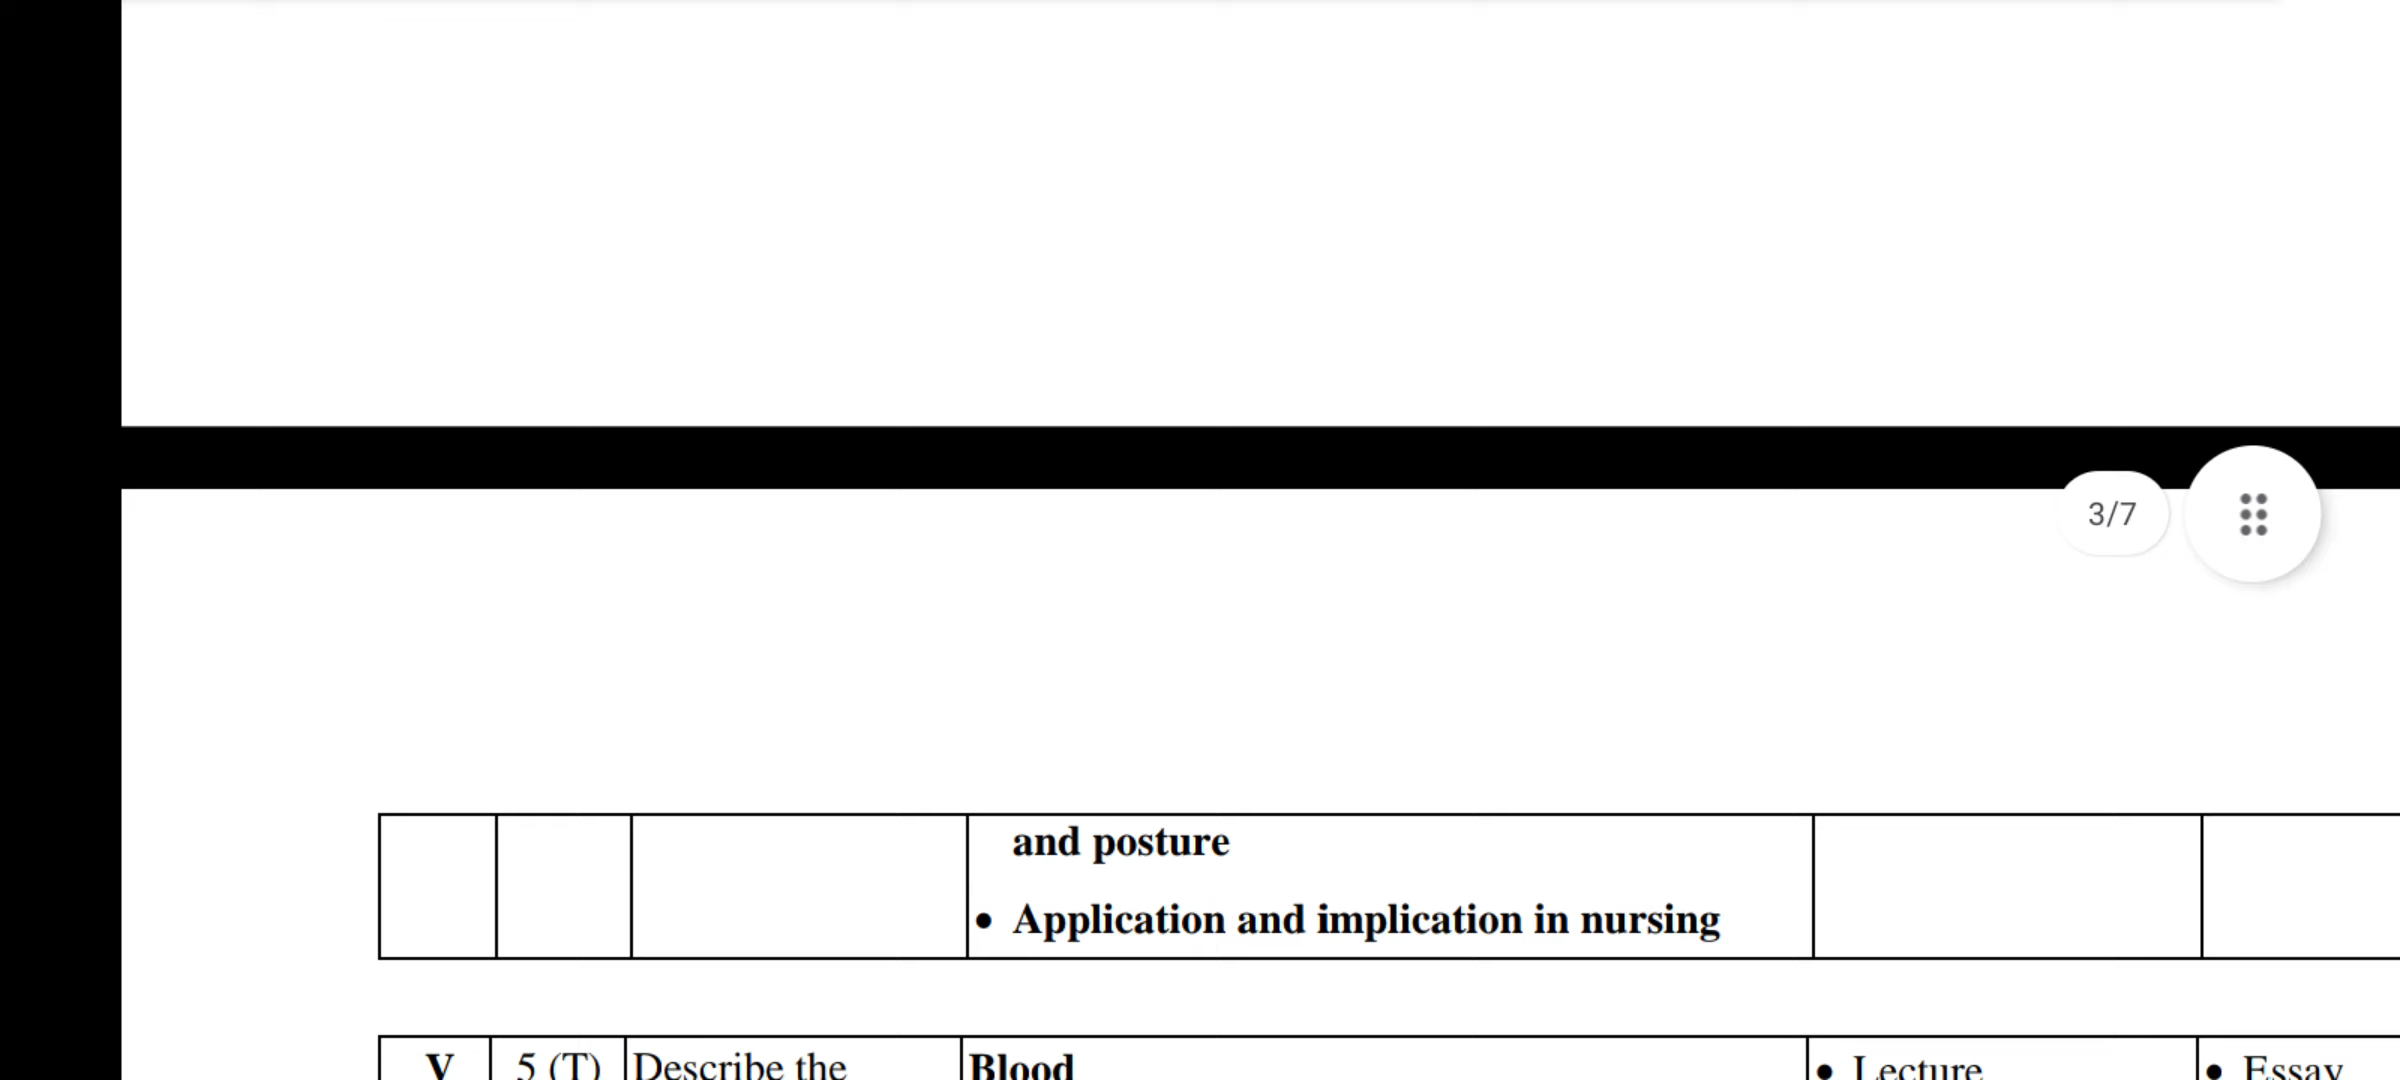 3/7
and posture
• Application and implication in nursing
V 5 (T) Describe the Blood • Lecture • Essay